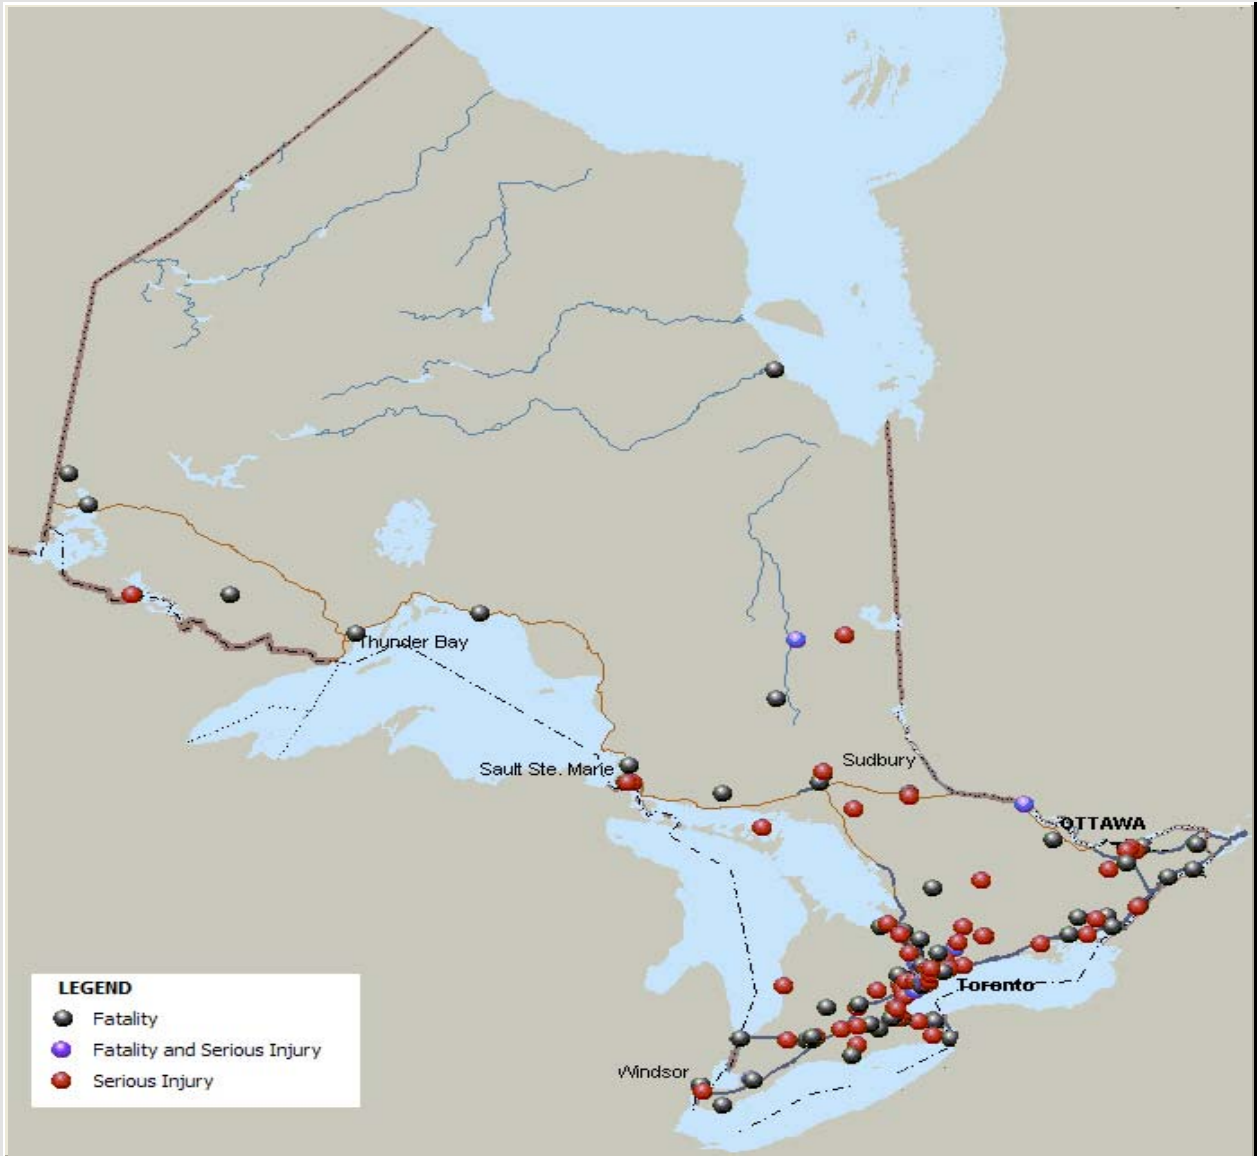 Thunder Bay
Sault Ste. Marie
Sudbury
OTTAWA
Toronto
Windsor
LEGEND
Fatality
Fatality and Serious Injury
Serious Injury